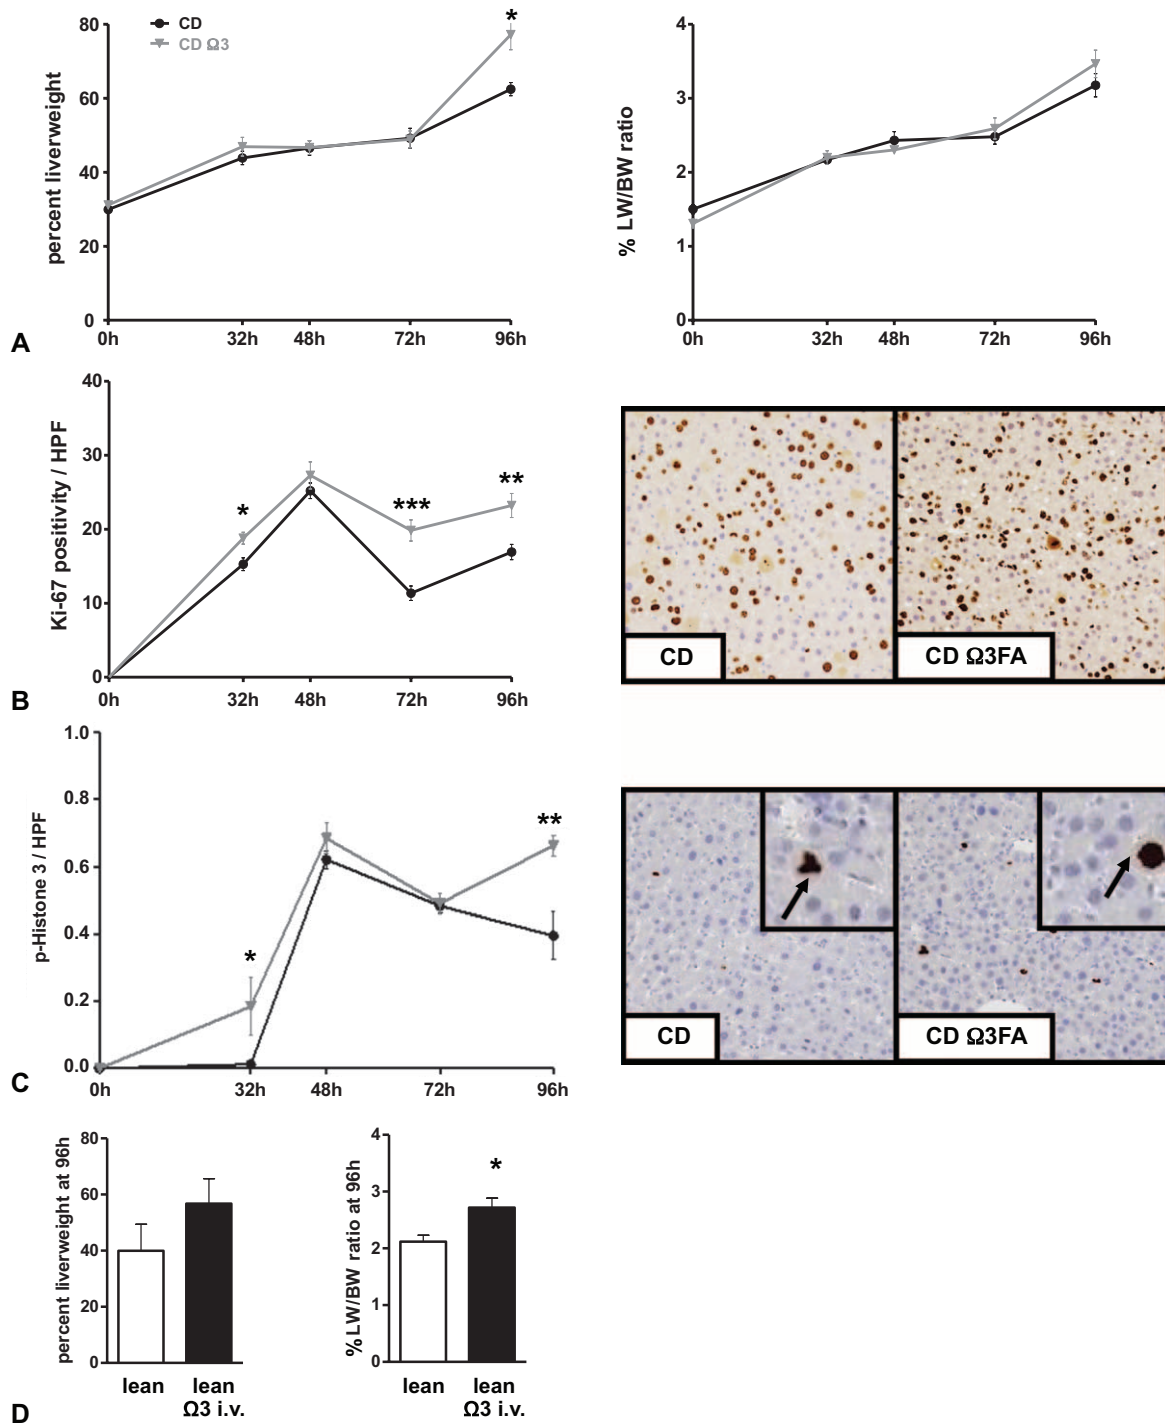 CD
CD Ω3
percent liverweight
80
60
40
20
0
0h 32h 48h 72h 96h
*
% LW/BW ratio
4
3
2
1
0
0h 32h 48h 72h 96h
A
Ki-67 positivity / HPF
40
30
20
10
0
0h 32h 48h 72h 96h
*
***
**
CD
CD Ω3FA
B
p-Histone 3 / HPF
1.0
0.8
0.6
0.4
0.2
0.0
0h 32h 48h 72h 96h
*
**
CD
CD Ω3FA
C
percent liverweight at 96h
80
60
40
20
0
lean
lean
Ω3 i.v.
%LW/BW ratio at 96h
4
3
2
1
0
*
lean
lean
Ω3 i.v.
D